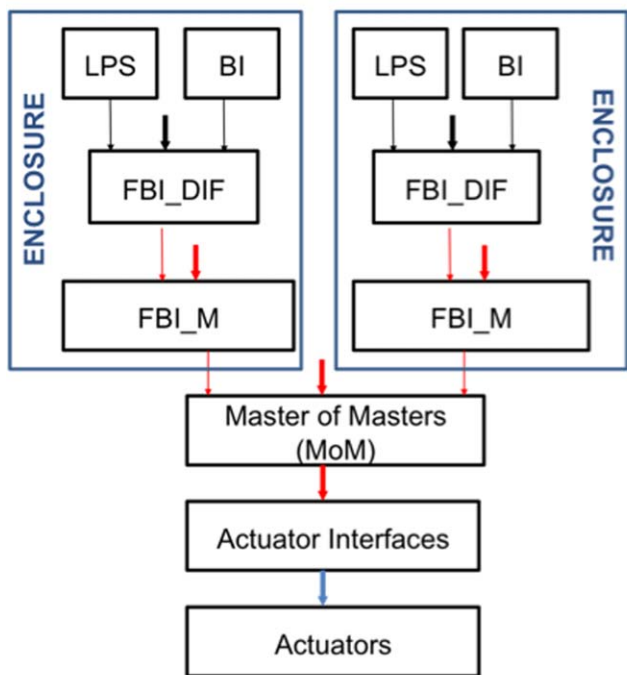 ENCLOSURE
LPS
BI
FBI_DIF
FBI_M
LPS
BI
FBI_DIF
FBI_M
ENCLOSURE
Master of Masters
(MoM)
Actuator Interfaces
Actuators